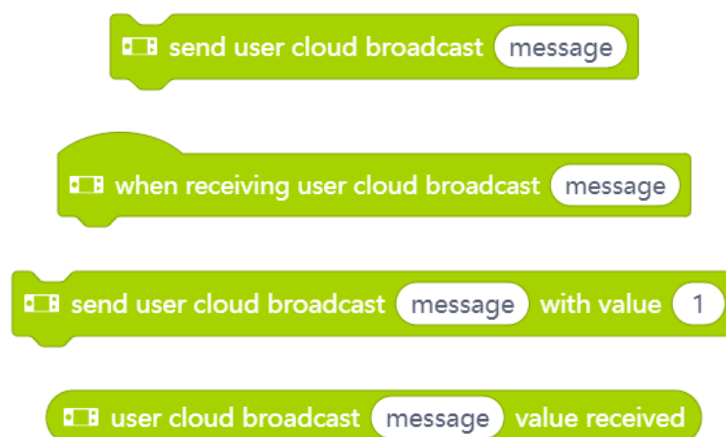 send user cloud broadcast message
when receiving user cloud broadcast message
send user cloud broadcast message with value 1
user cloud broadcast message value received